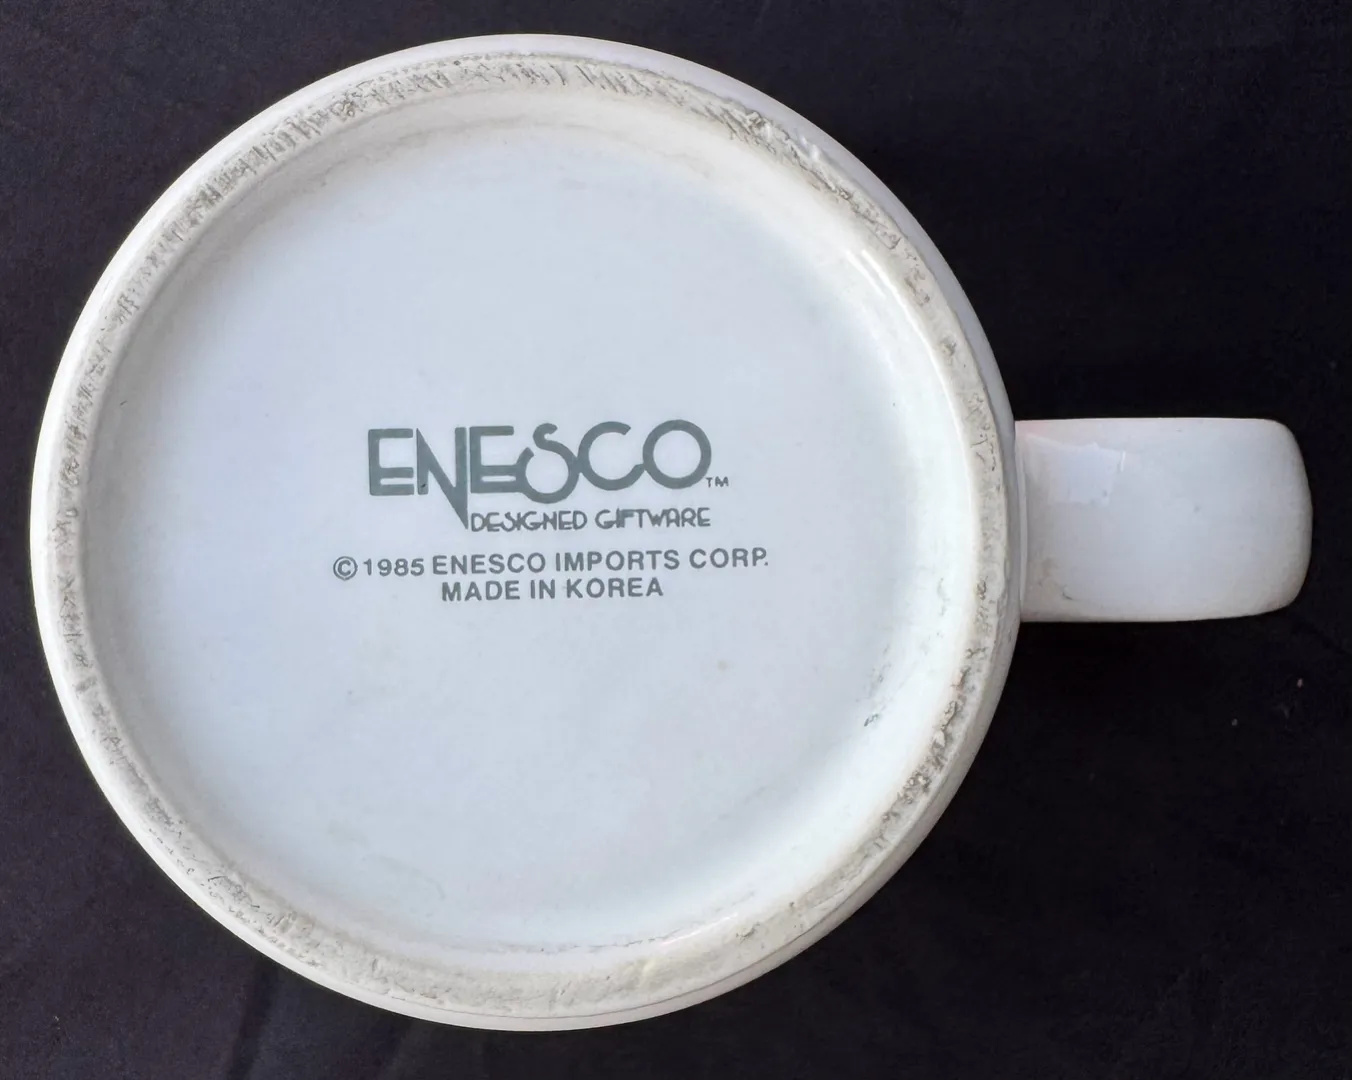 ENESCO™
DESIGNED GIFTWARE
©1985 ENESCO IMPORTS CORP.
MADE IN KOREA